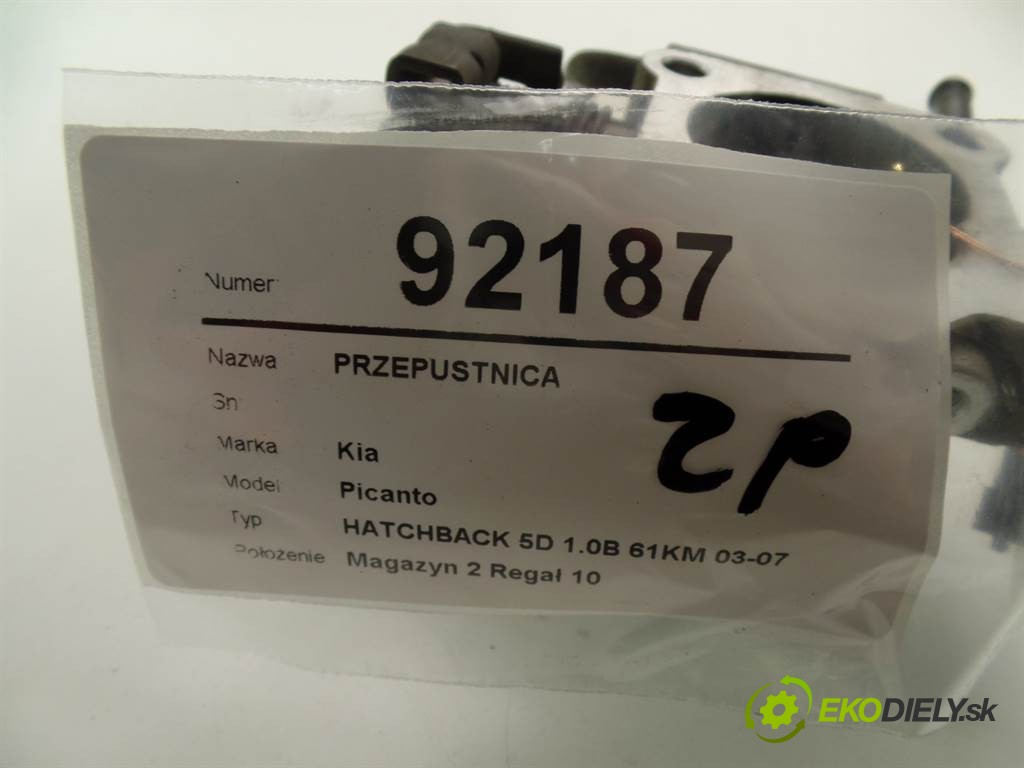 Numer 92187
Nazwa PRZEPUSTNICA
Sn
Marka Kia
Model Picanto
Typ HATCHBACK 5D 1.0B 61KM 03-07
Położenie Magazyn 2 Regał 10
2p
EKODIELY.sk